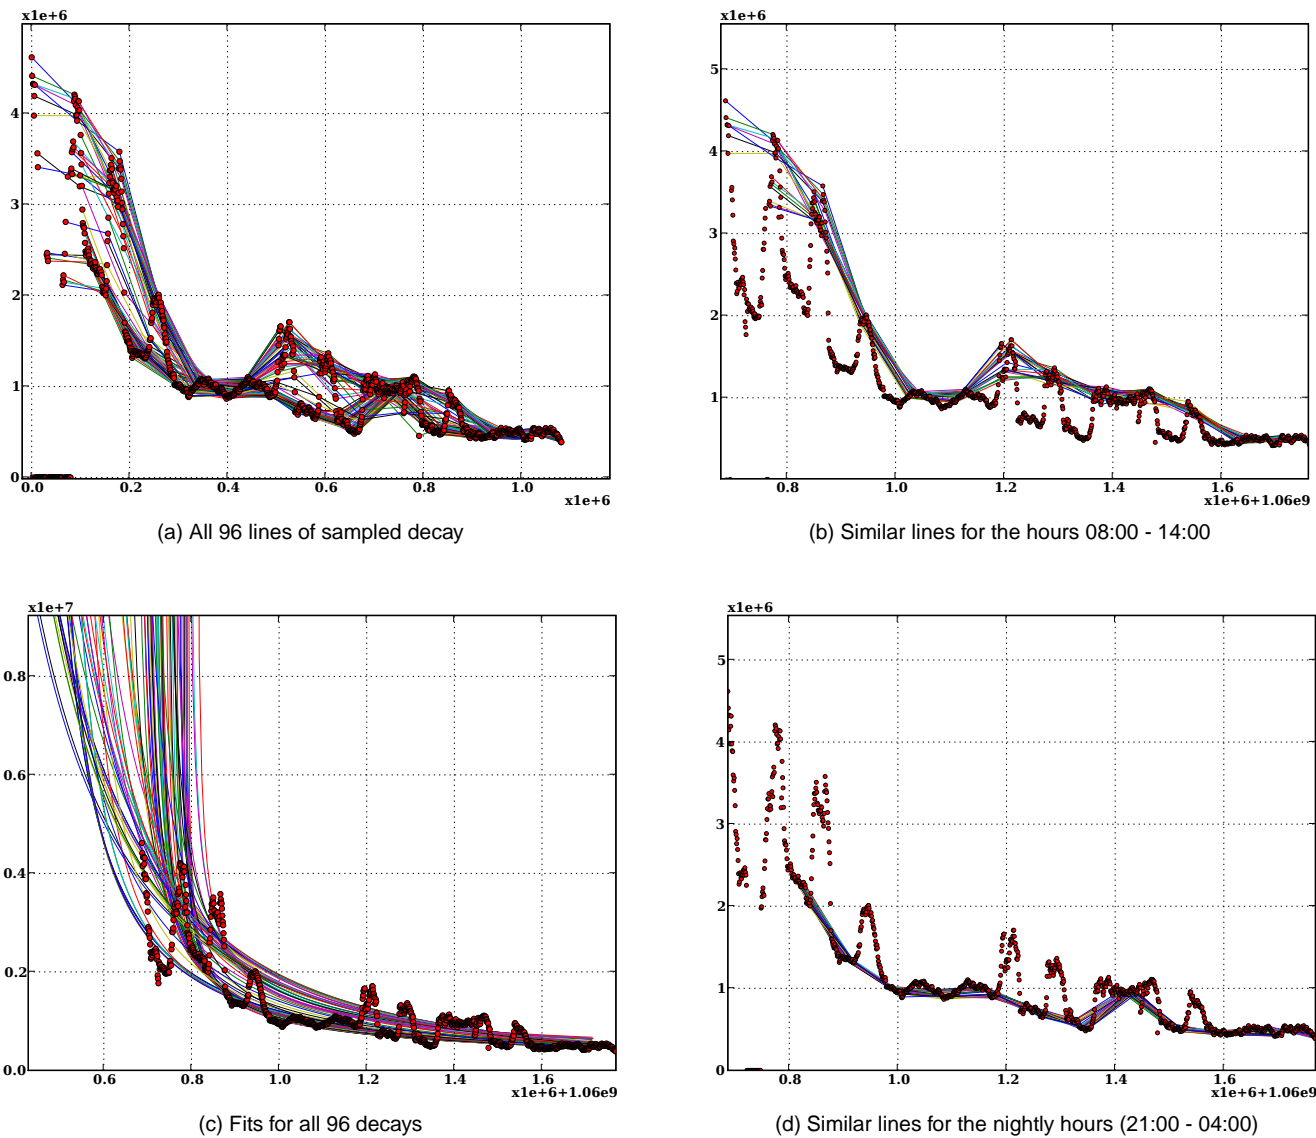 x1e+6
4
3
2
1
0
0.0 0.2 0.4 0.6 0.8 1.0
x1e+6
(a) All 96 lines of sampled decay
x1e+6
5
4
3
2
1
0.8 1.0 1.2 1.4 1.6
x1e+6+1.06e9
(b) Similar lines for the hours 08:00 - 14:00
x1e+7
0.8
0.6
0.4
0.2
0.0
0.6 0.8 1.0 1.2 1.4 1.6
x1e+6+1.06e9
(c) Fits for all 96 decays
x1e+6
5
4
3
2
1
0
0.8 1.0 1.2 1.4 1.6
x1e+6+1.06e9
(d) Similar lines for the nightly hours (21:00 - 04:00)